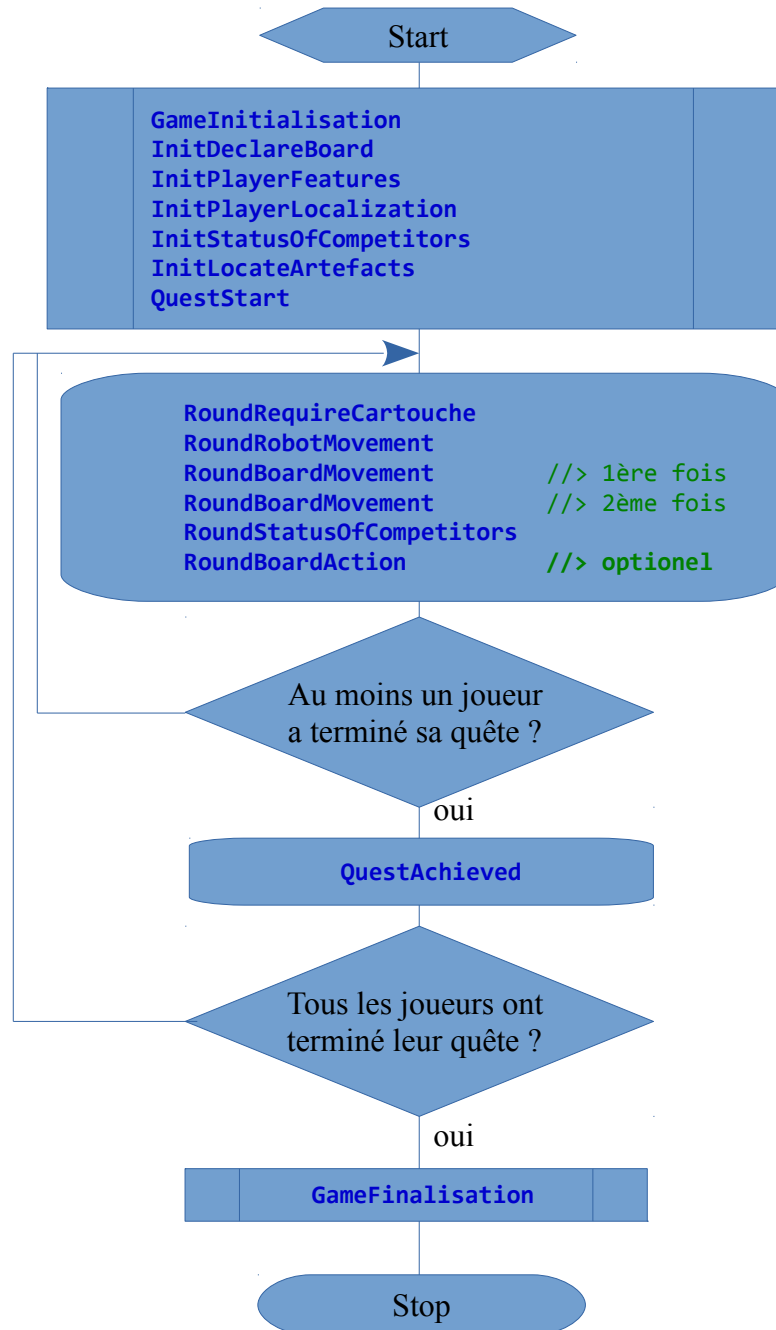 Start
GameInitialisation
InitDeclareBoard
InitPlayerFeatures
InitPlayerLocalization
InitStatusOfCompetitors
InitLocateArtefacts
QuestStart
RoundRequireCartouche
RoundRobotMovement
RoundBoardMovement //> 1ère fois
RoundBoardMovement //> 2ème fois
RoundStatusOfCompetitors
RoundBoardAction //> optionel
Au moins un joueur
a terminé sa quête ?
oui
QuestAchieved
Tous les joueurs ont
terminé leur quête ?
oui
GameFinalisation
Stop